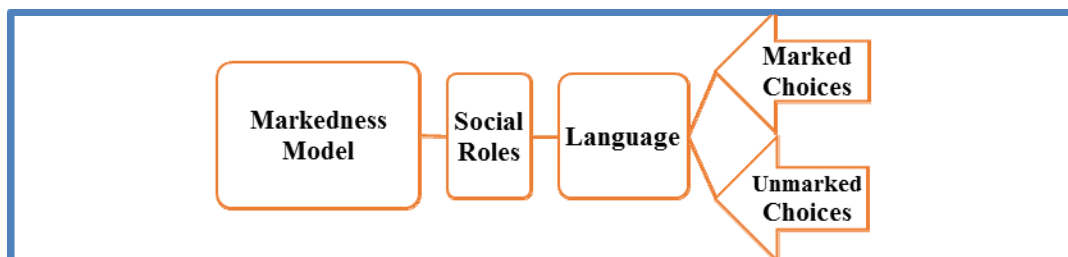 Markedness
Model
Social
Roles
Language
Marked
Choices
Unmarked
Choices